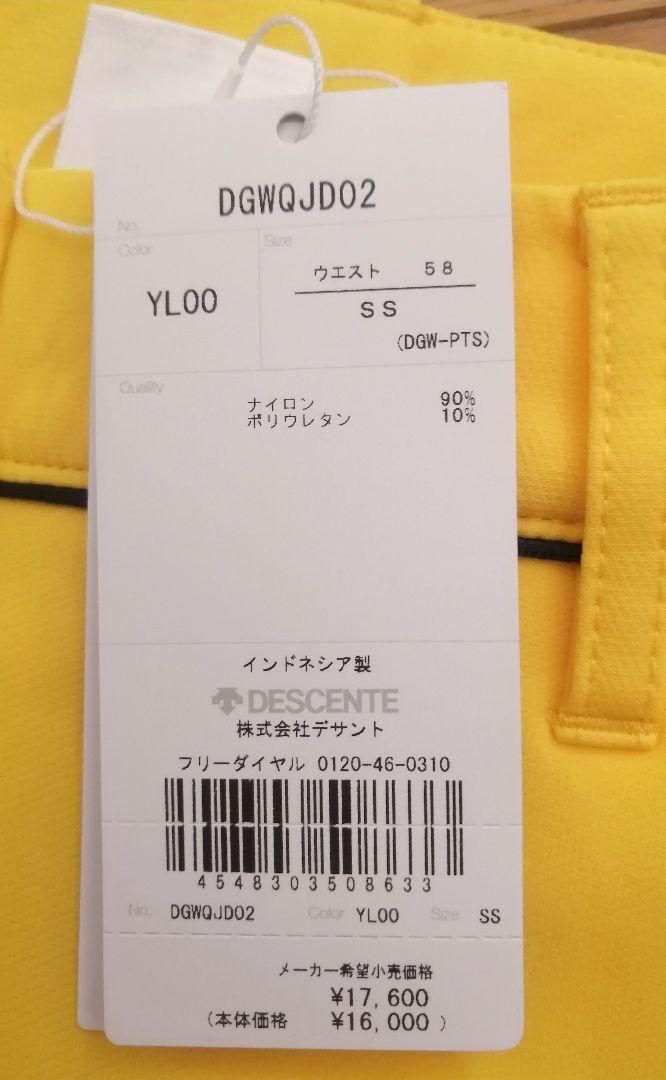 DGWQJD02
No.
Color
Size
YL00
ウエスト 58
SS
(DGW-PTS)
Quality
ナイロン 90%
ポリウレタン 10%
インドネシア製
DESCENTE
株式会社デサント
フリーダイヤル 0120-46-0310
4548303508633
No. DGWQJD02 Color YL00 Size SS
メーカー希望小売価格
¥17,600
(本体価格 ¥16,000)